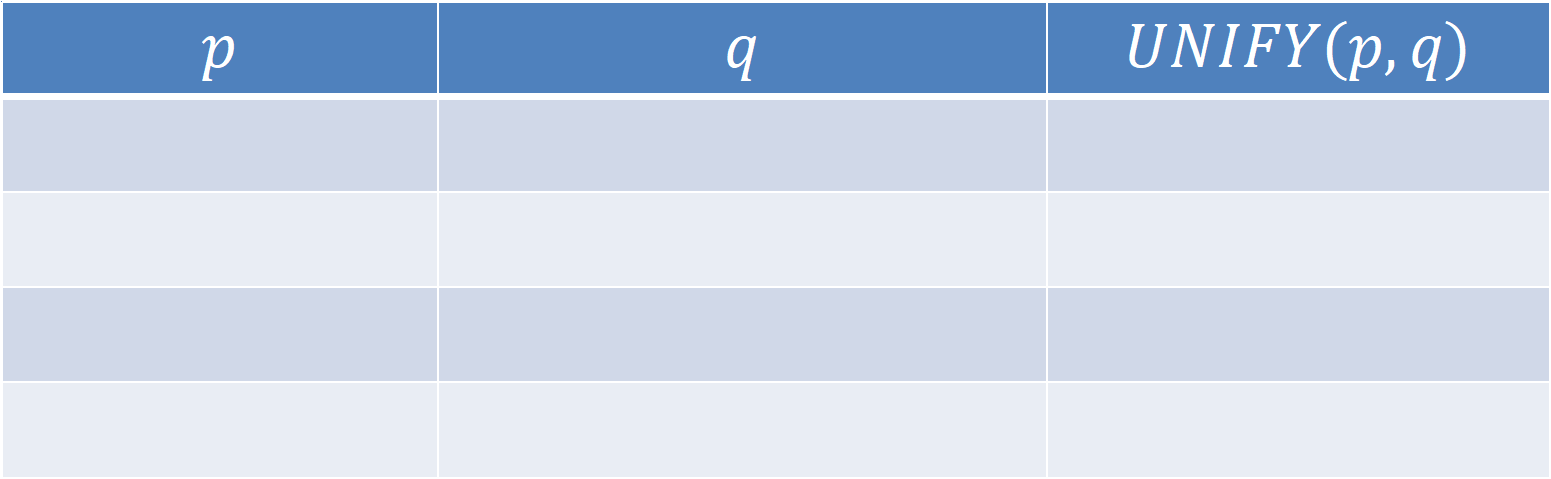 p q UNIFY(p, q)